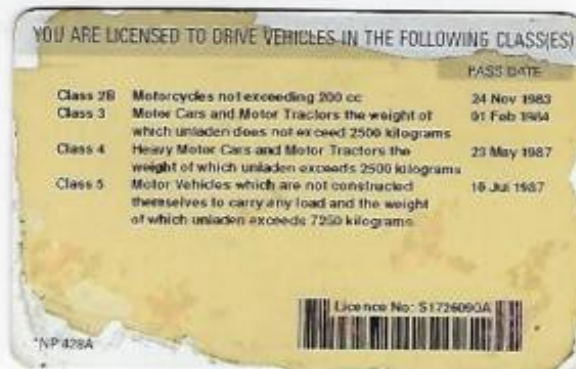 YOU ARE LICENSED TO DRIVE VEHICLES IN THE FOLLOWING CLASS(ES)
PASS DATE
Class 2B Motorcycles not exceeding 200 cc 24 Nov 1983
Class 3 Motor Cars and Motor Tractors the weight of 01 Feb 1984
which unladen does not exceed 2500 kilograms
Class 4 Heavy Motor Cars and Motor Tractors the 23 May 1987
weight of which unladen exceeds 2500 kilograms
Class 5 Motor Vehicles which are not constructed 16 Jul 1987
themselves to carry any load and the weight
of which unladen exceeds 7250 kilograms
Licence No: S1726090A
NP 428A